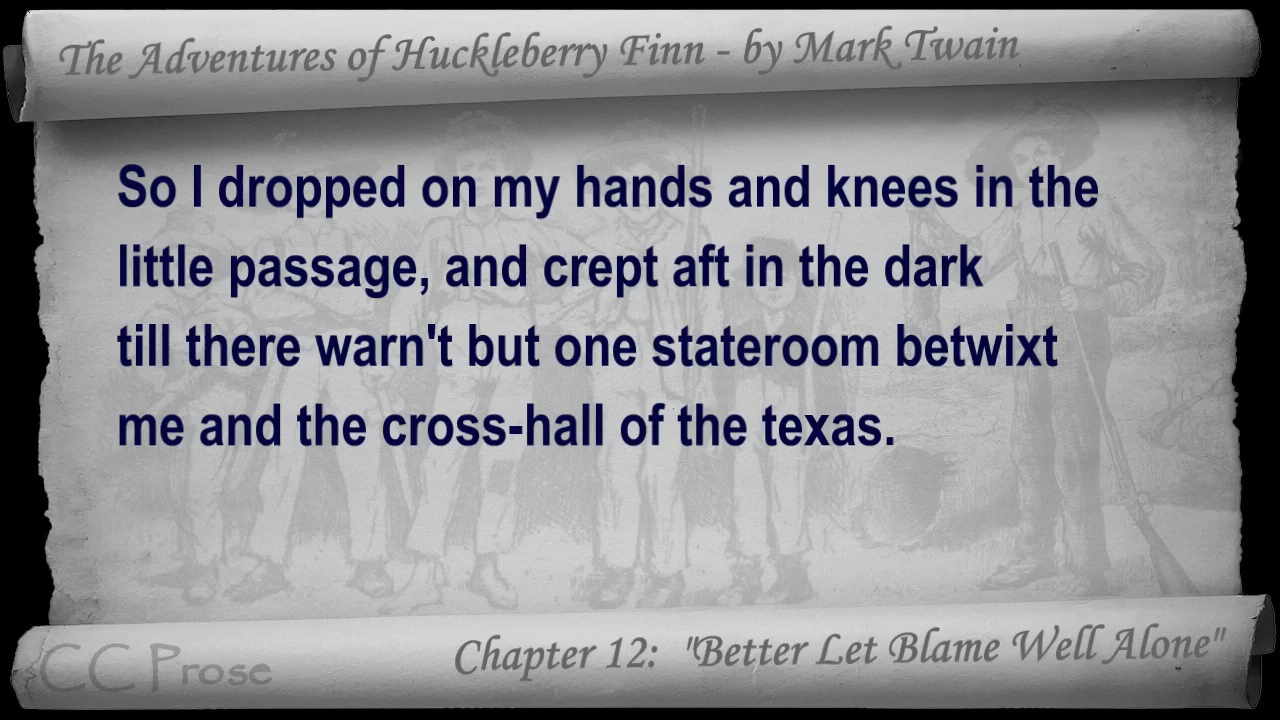 The Adventures of Huckleberry Finn - by Mark Twain
So I dropped on my hands and knees in the
little passage, and crept aft in the dark
till there warn't but one stateroom betwixt
me and the cross-hall of the texas.
CC Prose
Chapter 12: "Better Let Blame Well Alone"